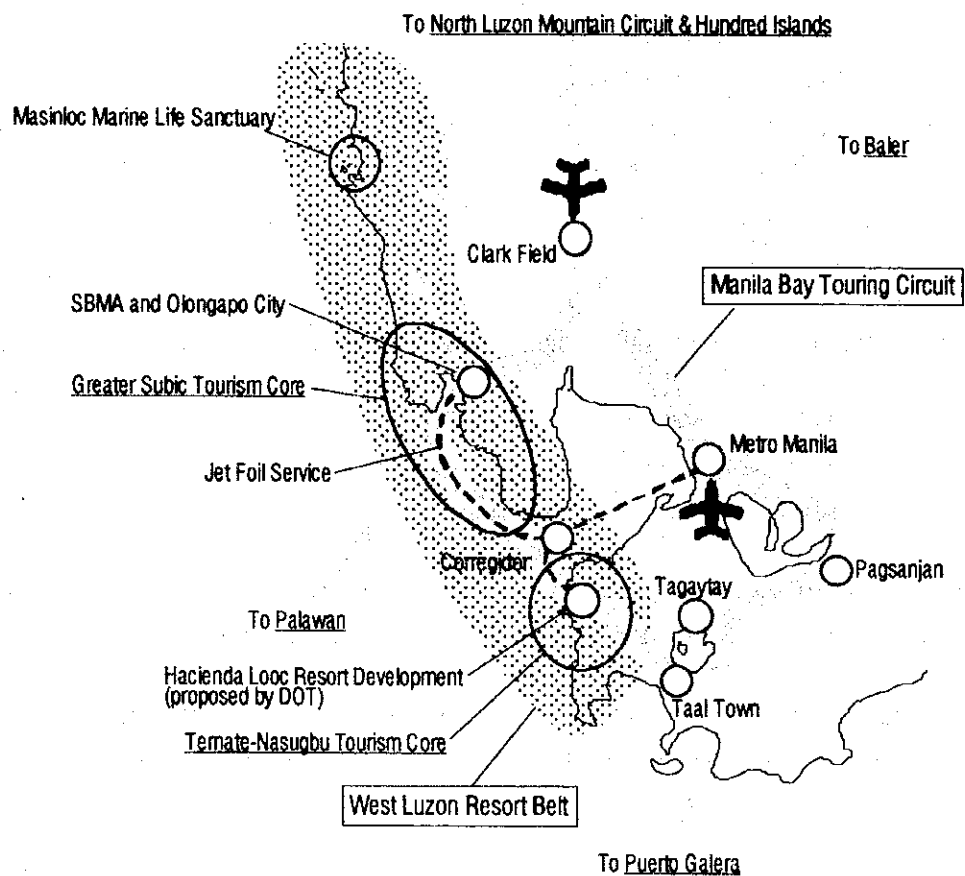 To North Luzon Mountain Circuit & Hundred Islands
Masinloc Marine Life Sanctuary
To Baler
Clark Field
Manila Bay Touring Circuit
SBMA and Olongapo City
Greater Subic Tourism Core
Metro Manila
Jet Foil Service
Corregidor
Pagsanjan
Tagaytay
To Palawan
Hacienda Looc Resort Development
(proposed by DOT)
Taal Town
Ternate-Nasugbu Tourism Core
West Luzon Resort Belt
To Puerto Galera